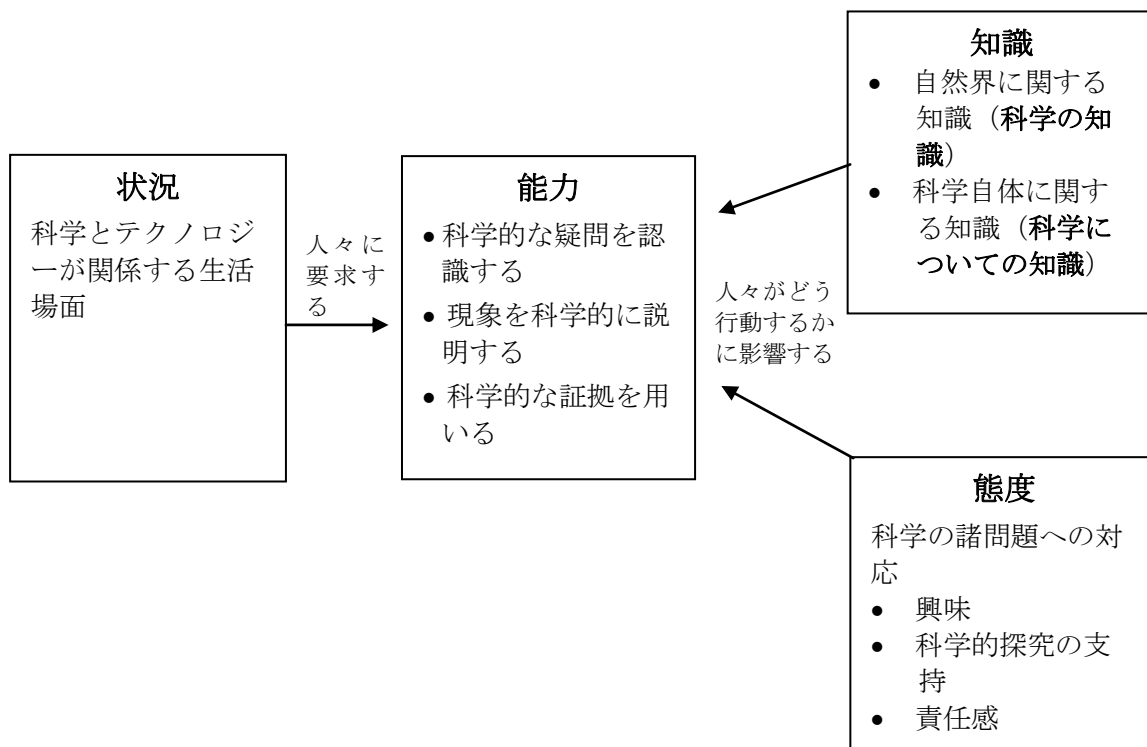 状況
科学とテクノロジ
ーが関係する生活
場面
人々に
要求す
る
能力
• 科学的な疑問を認
識する
• 現象を科学的に説
明する
• 科学的な証拠を用
いる
人々がどう
行動するか
に影響する
知識
• 自然界に関する
知識（科学の知
識）
• 科学自体に関す
る知識（科学に
ついての知識）
態度
科学の諸問題への対
応
• 興味
• 科学的探究の支
持
• 責任感